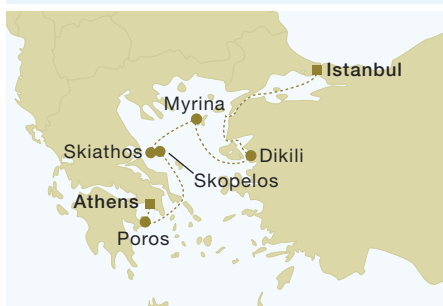 Istanbul
Myrina
Skiathos
Dikili
Skopelos
Athens
Poros